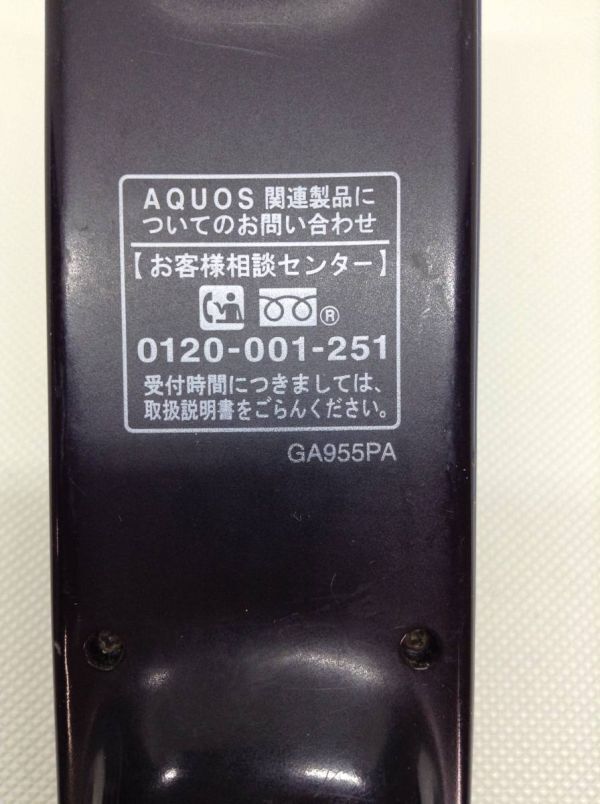 AQUOS 関連製品に
ついてのお問い合わせ
【お客様相談センター】
®
0120-001-251
受付時間につきましては、
取扱説明書をごらんください。
GA955PA